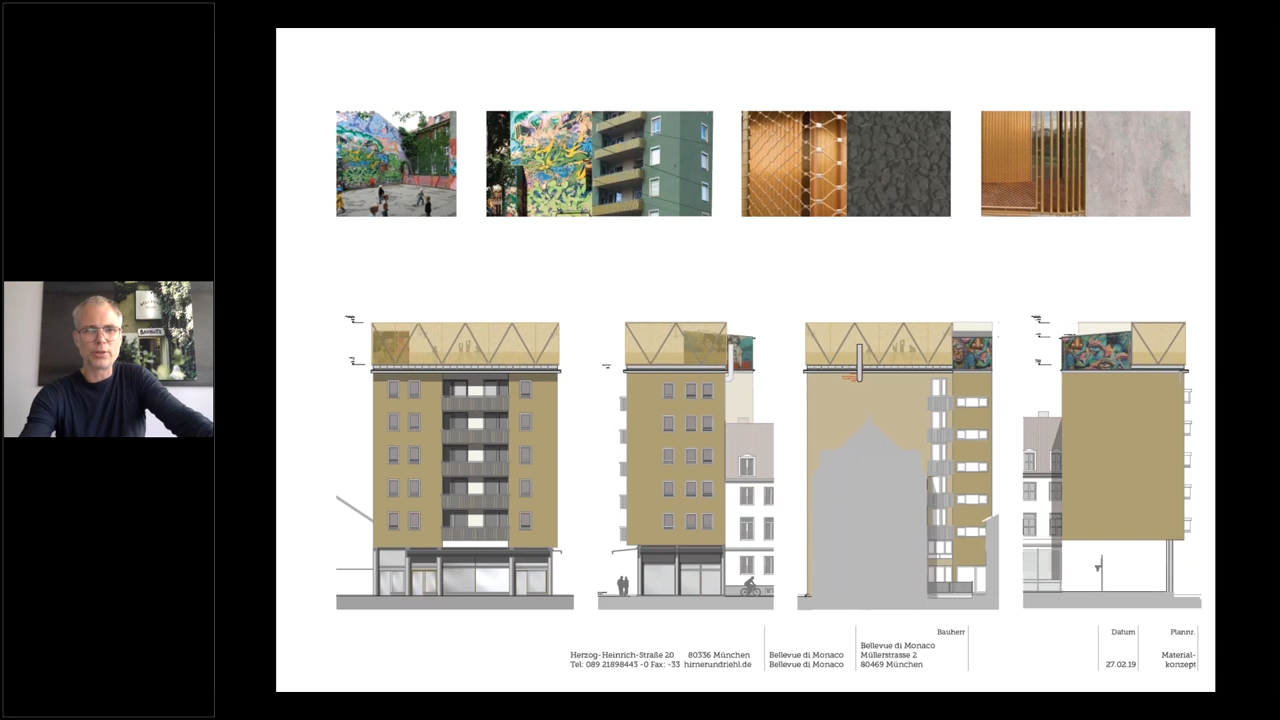 BELLEVUE
Bauherr
Datum
Plannr.
Bellevue di Monaco
Herzog-Heinrich-Straße 20 80336 München
Bellevue di Monaco
Müllerstrasse 2
Material-
Tel: 089 21898443 -0 Fax: -33 hirnerundriehl.de
Bellevue di Monaco
80469 München
27.02.19
konzept